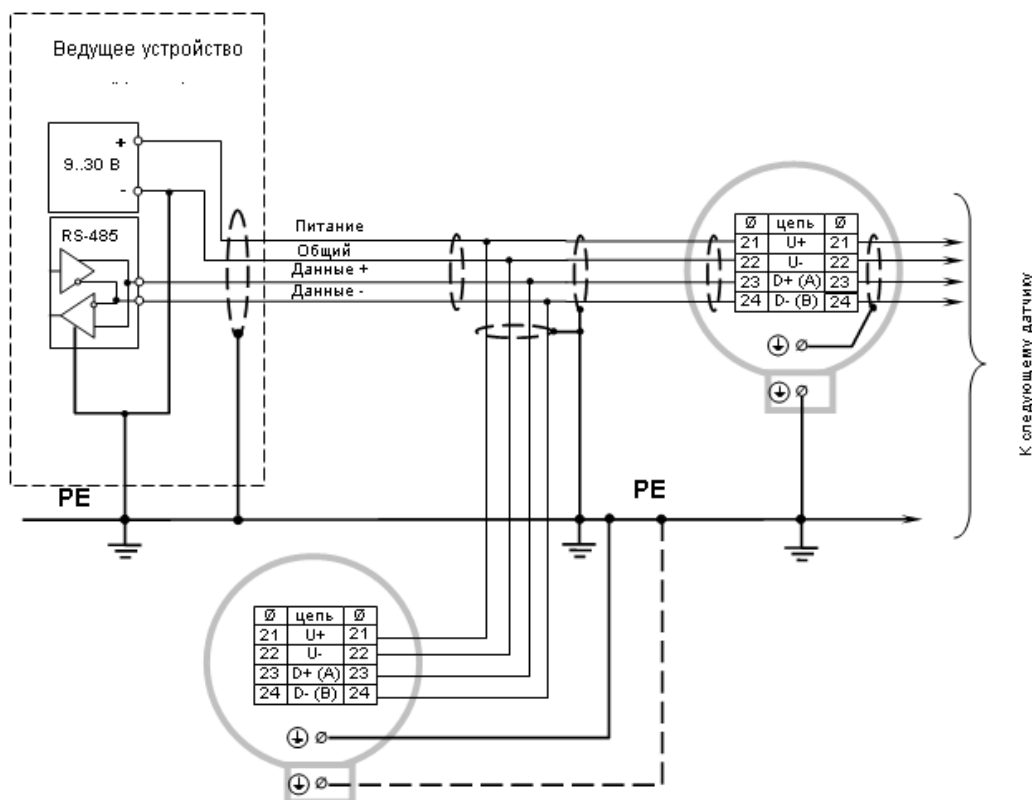 Ведущее устройство
+
9..30 В
-
RS-485
Питание
Общий
Данные +
Данные -
Ø цепь Ø
21 U+ 21
22 U- 22
23 D+ (A) 23
24 D- (B) 24
Ø
Ø
К следующему датчику
PE
PE
Ø цепь Ø
21 U+ 21
22 U- 22
23 D+ (A) 23
24 D- (B) 24
Ø
Ø